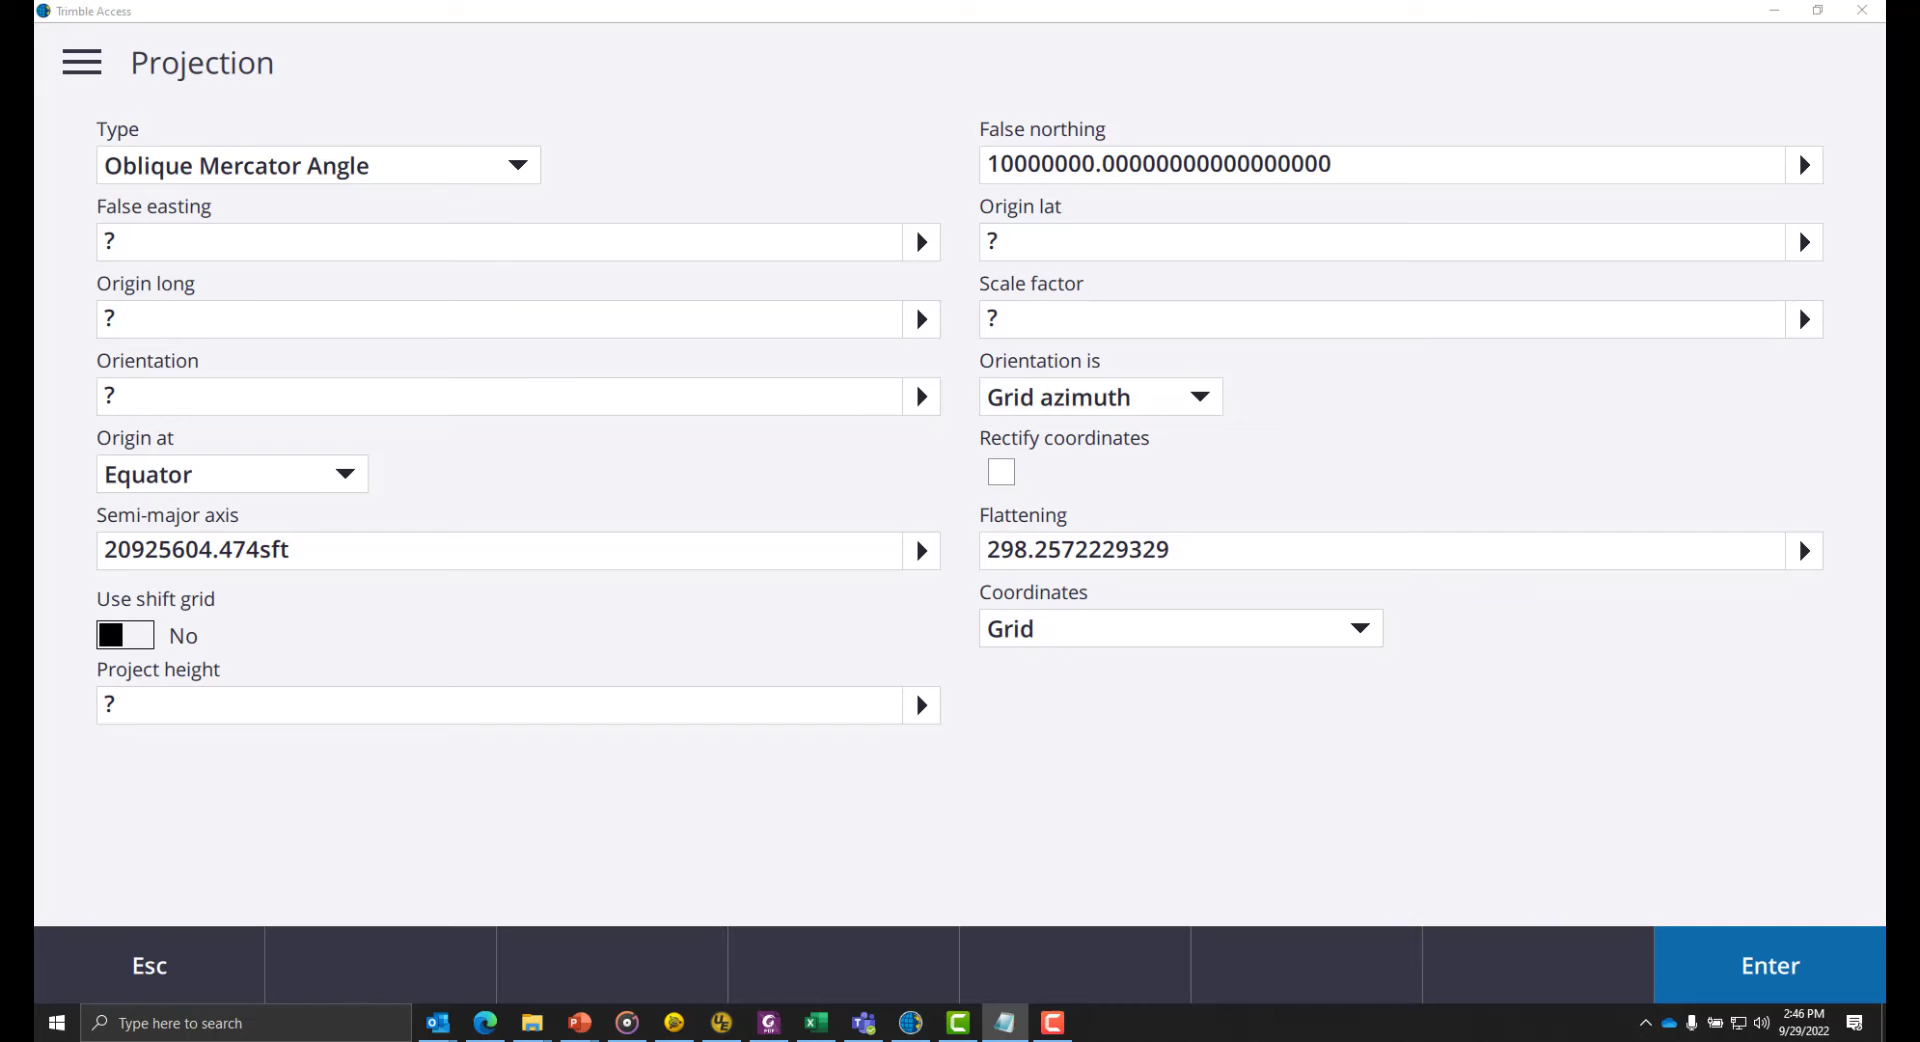 Trimble Access
Projection
Type
Oblique Mercator Angle
False northing
10000000.00000000000000000
False easting
?
Origin lat
?
Origin long
?
Scale factor
?
Orientation
?
Orientation is
Grid azimuth
Origin at
Equator
Rectify coordinates
Semi-major axis
20925604.474sft
Flattening
298.2572229329
Use shift grid
No
Coordinates
Grid
Project height
?
Esc
Enter
Type here to search
2:46 PM
9/29/2022